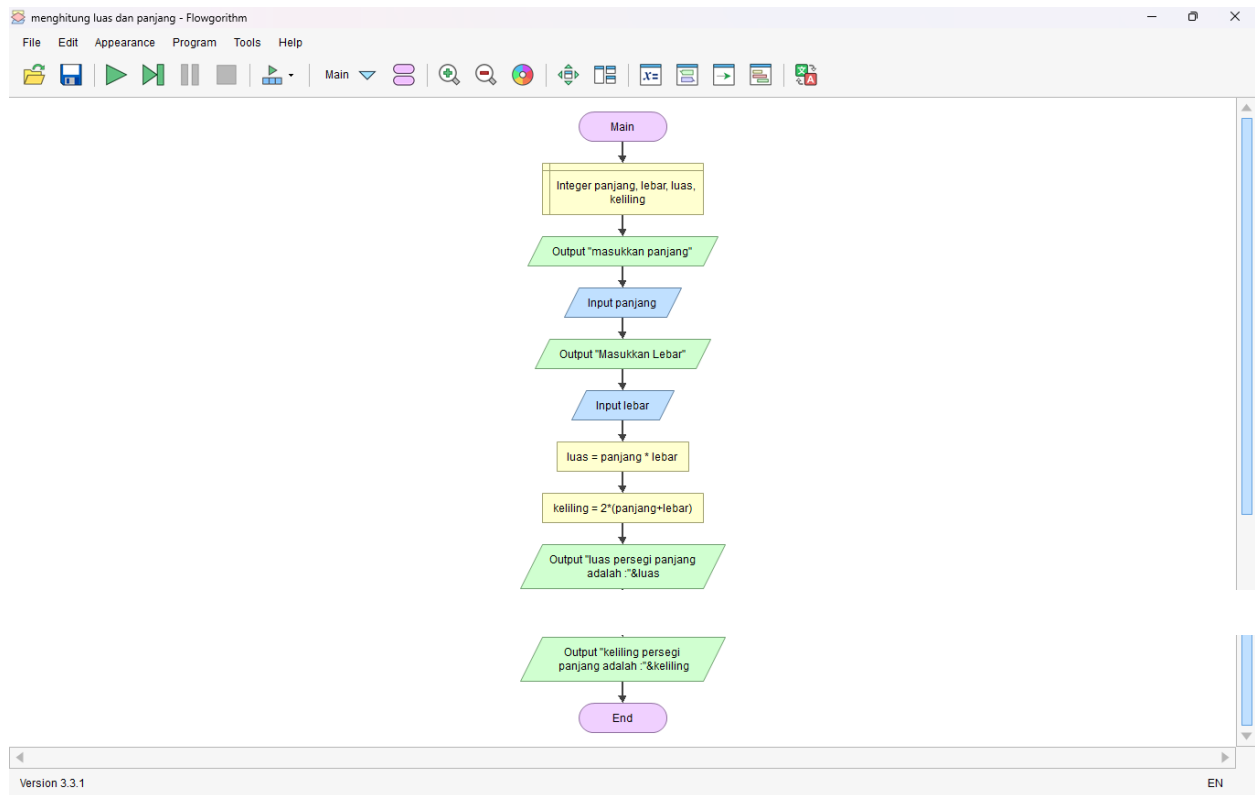 menghitung luas dan panjang - Flowgorithm
File Edit Appearance Program Tools Help
Main x=
Main
Integer panjang, lebar, luas,
keliling
Output "masukkan panjang"
Input panjang
Output "Masukkan Lebar"
Input lebar
luas = panjang * lebar
keliling = 2*(panjang+lebar)
Output "luas persegi panjang
adalah :"&luas
Output "keliling persegi
panjang adalah :"&keliling
End
Version 3.3.1 EN